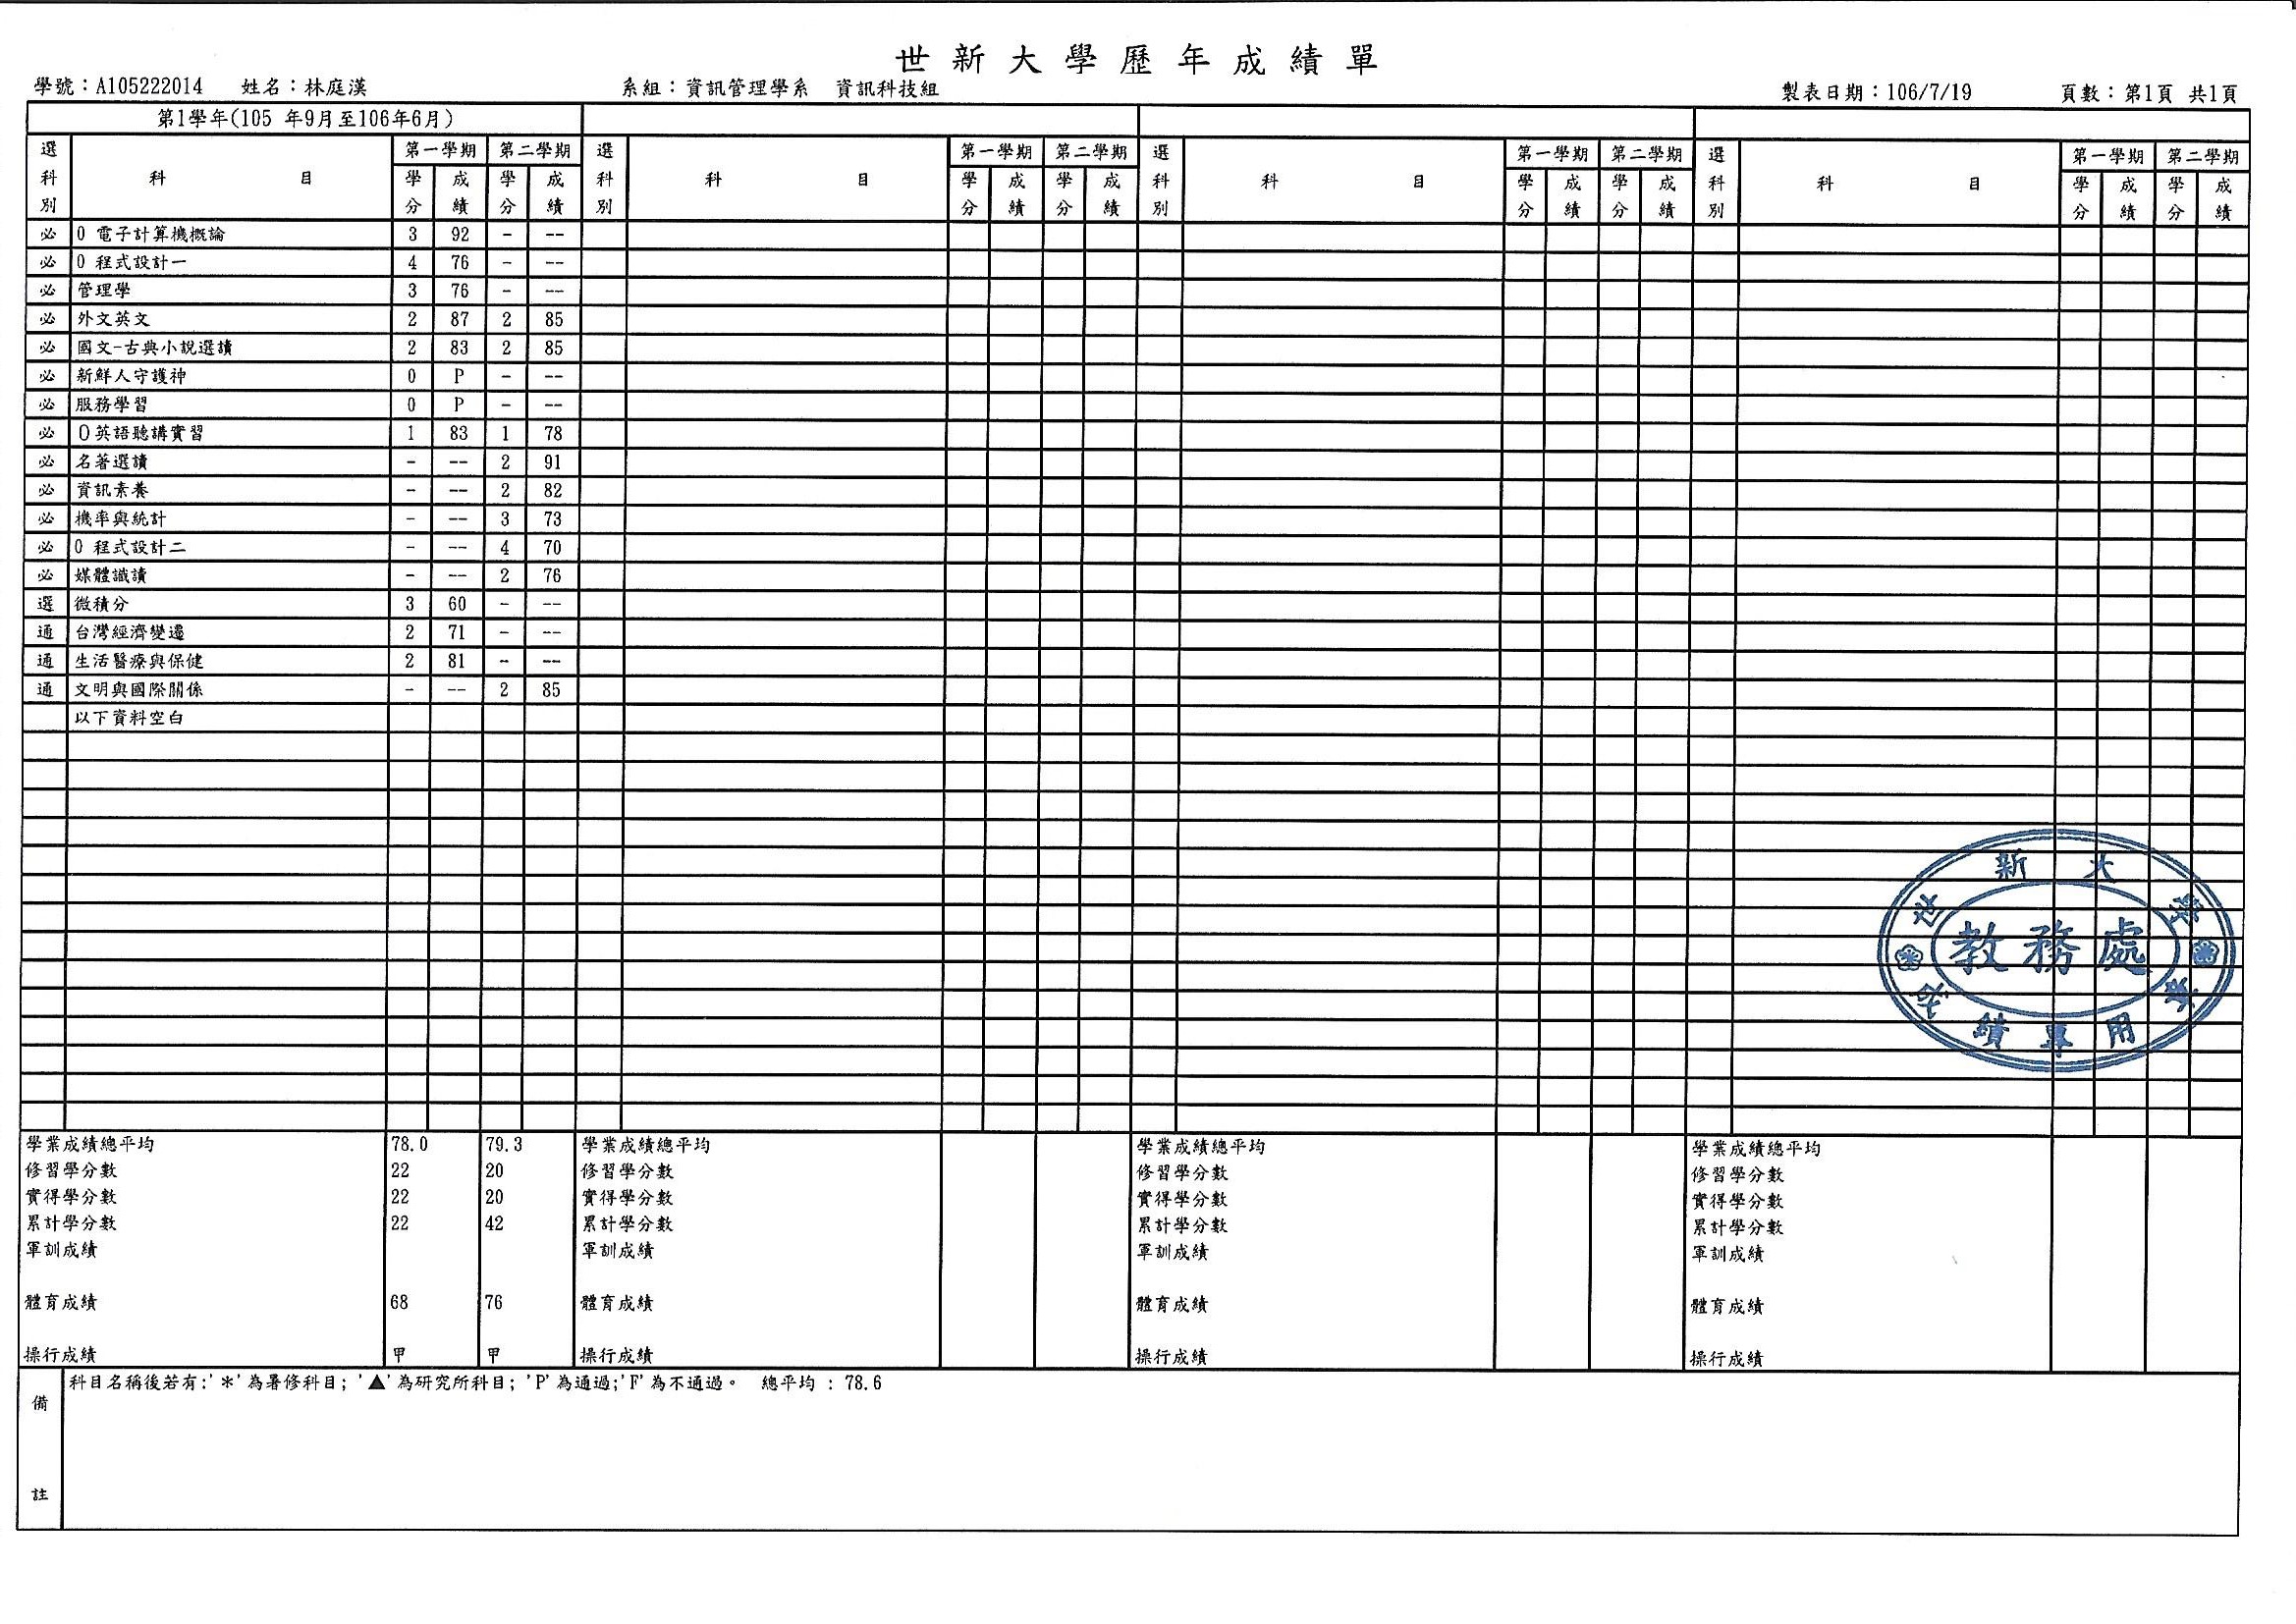 世新大學歷年成績單
學號：A105222014 姓名：林庭漢 系組：資訊管理學系 資訊科技組 製表日期：106/7/19 頁數：第1頁 共1頁
第1學年(105 年9月至106年6月)
選科別 科目 第一學期 第二學期 選科別 科目 第一學期 第二學期 選科別 科目 第一學期 第二學期 選科別 科目 第一學期 第二學期
學分 成績 學分 成績 學分 成績 學分 成績 學分 成績 學分 成績 學分 成績 學分 成績
必 0 電子計算機概論 3 92 - --
必 0 程式設計一 4 76 - --
必 管理學 3 76 - --
必 外文英文 2 87 2 85
必 國文-古典小說選讀 2 83 2 85
必 新鮮人守護神 0 P - --
必 服務學習 0 P - --
必 0英語聽講實習 1 83 1 78
必 名著選讀 - -- 2 91
必 資訊素養 - -- 2 82
必 機率與統計 - -- 3 73
必 0 程式設計二 - -- 4 70
必 媒體識讀 - -- 2 76
選 微積分 3 60 - --
通 台灣經濟變遷 2 71 - --
通 生活醫療與保健 2 81 - --
通 文明與國際關係 - -- 2 85
以下資料空白
世新大學
教務處
成績專用章
學業成績總平均 78.0 79.3 學業成績總平均 學業成績總平均 學業成績總平均
修習學分數 22 20 修習學分數 修習學分數 修習學分數
實得學分數 22 20 實得學分數 實得學分數 實得學分數
累計學分數 22 42 累計學分數 累計學分數 累計學分數
軍訓成績 軍訓成績 軍訓成績 軍訓成績
體育成績 68 76 體育成績 體育成績 體育成績
操行成績 甲 甲 操行成績 操行成績 操行成績
備註 科目名稱後若有:'＊'為暑修科目; '▲'為研究所科目; 'P'為通過;'F'為不通過。 總平均 : 78.6